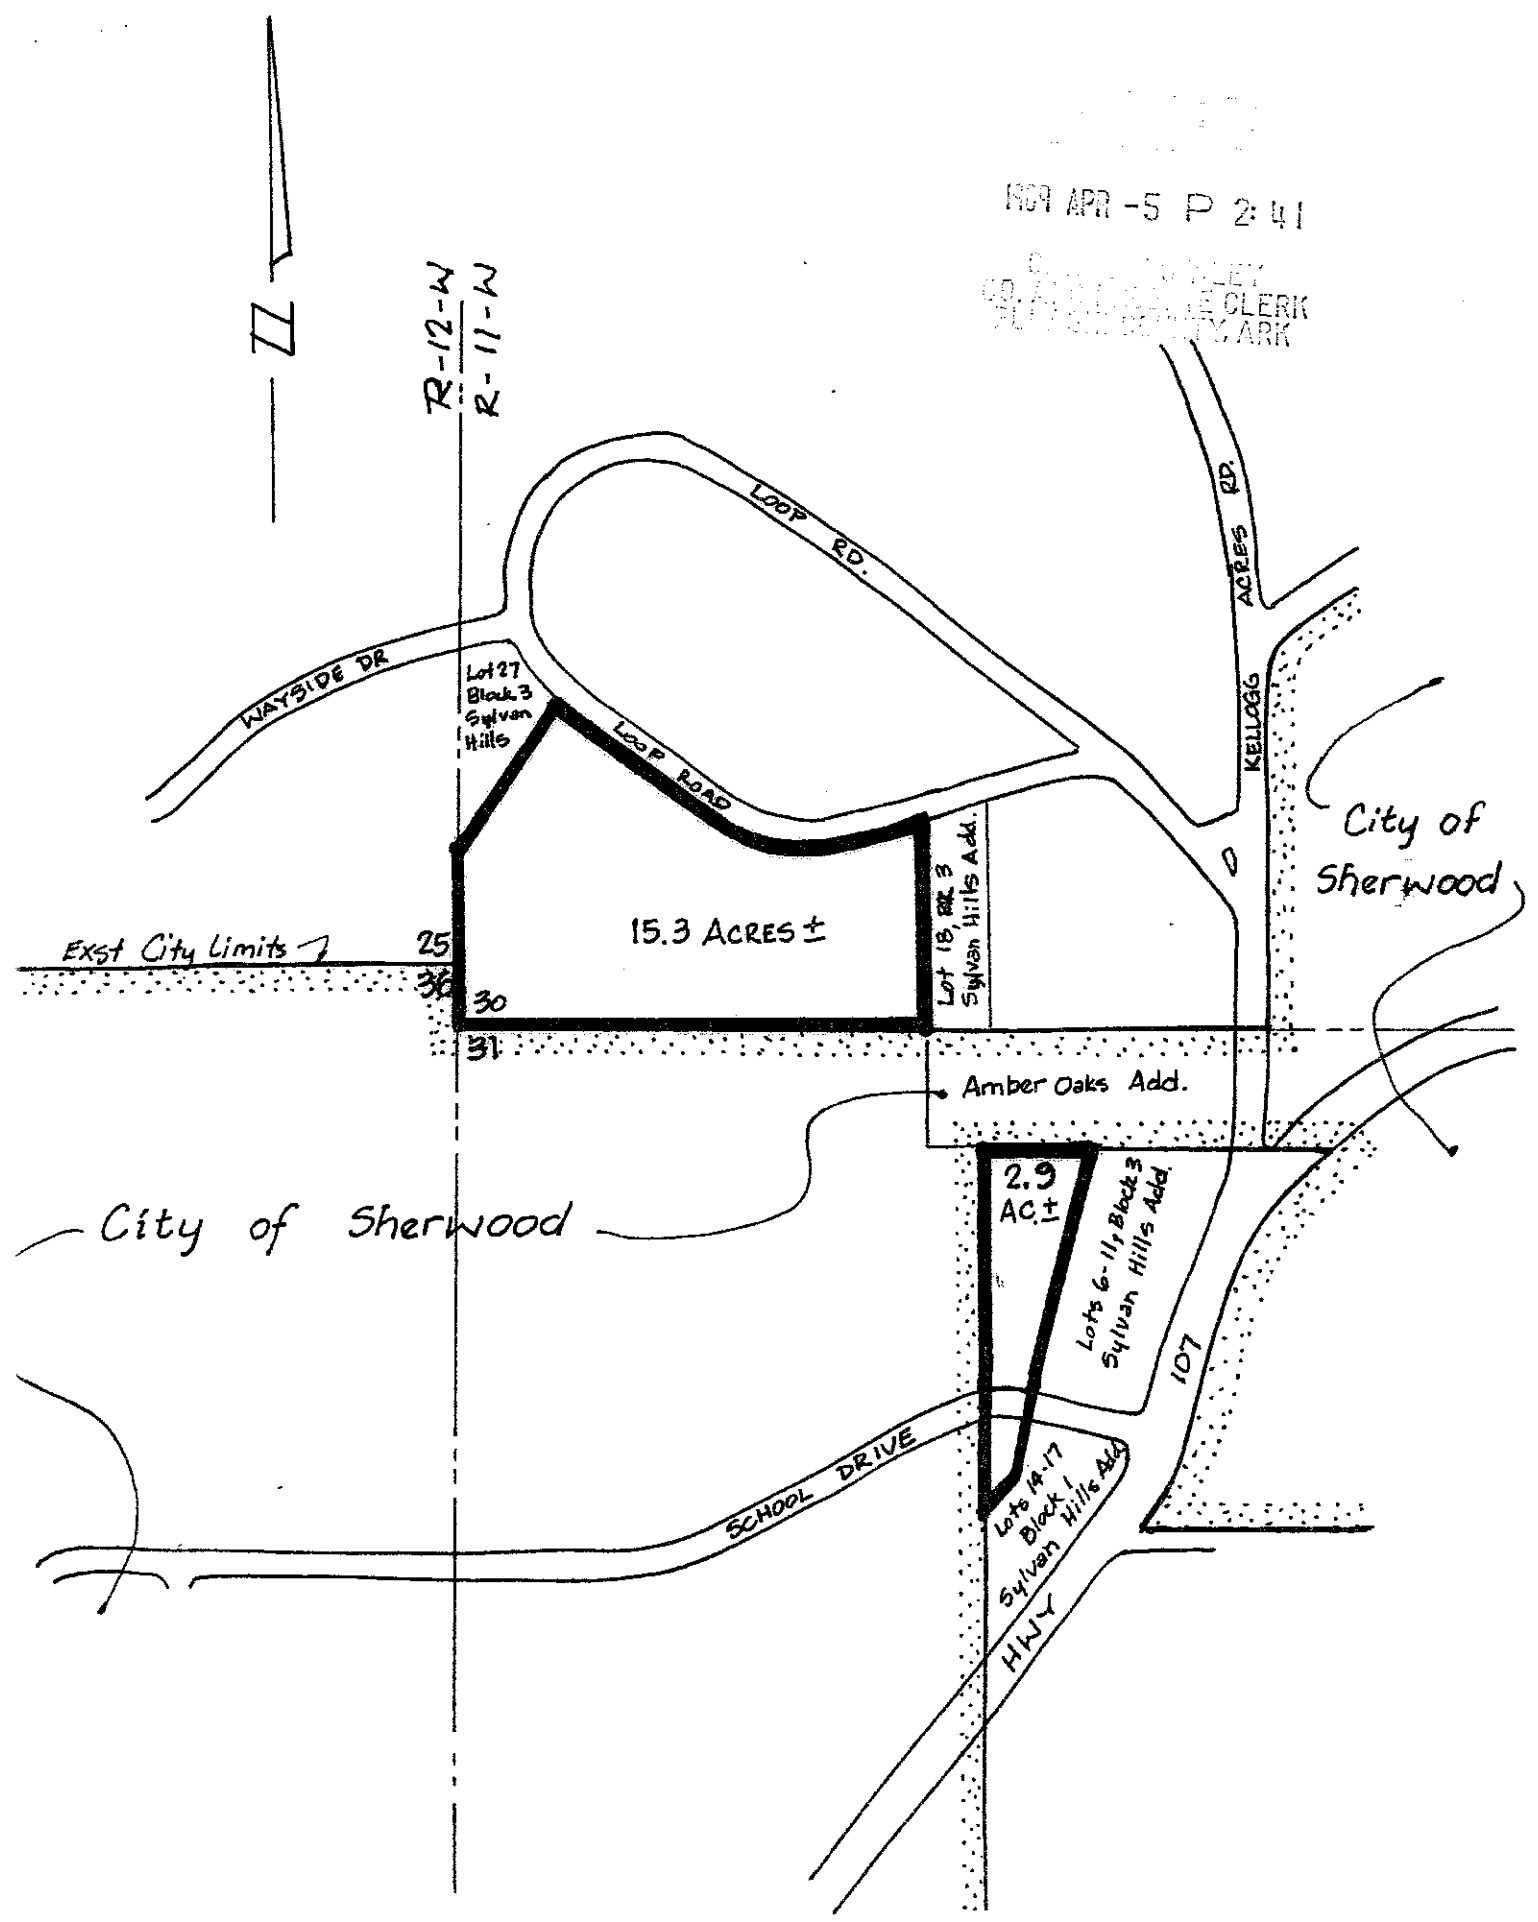 APR -5 P 2:41
CLERK
ARK
N
R-12-W
R-11-W
LOOP RD.
KELLOGG ACRES RD.
WAYSIDE DR
Lot 27
Block 3
Sylvan
Hills
LOOP ROAD
City of
Sherwood
15.3 ACRES ±
Lot 18, Blk 3
Sylvan Hills Add.
Exst City Limits
25
36
30
31
Amber Oaks Add.
2.9
AC.±
City of Sherwood
Lots 6-11, Block 3
Sylvan Hills Add.
107
SCHOOL DRIVE
Lots 14-17
Block 1
Sylvan Hills Add
HWY